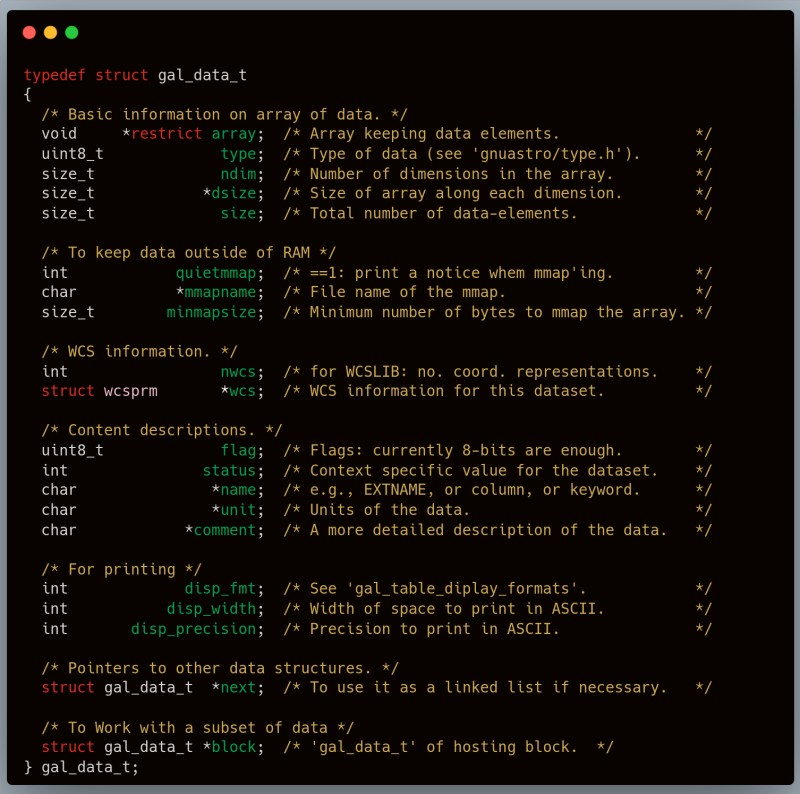 typedef struct gal_data_t
{
  /* Basic information on array of data. */
  void     *restrict array;  /* Array keeping data elements.               */
  uint8_t             type;  /* Type of data (see 'gnuastro/type.h').      */
  size_t              ndim;  /* Number of dimensions in the array.         */
  size_t            *dsize;  /* Size of array along each dimension.        */
  size_t              size;  /* Total number of data-elements.             */

  /* To keep data outside of RAM */
  int            quietmmap;  /* ==1: print a notice whem mmap'ing.         */
  char           *mmapname;  /* File name of the mmap.                     */
  size_t        minmapsize;  /* Minimum number of bytes to mmap the array. */

  /* WCS information. */
  int                 nwcs;  /* for WCSLIB: no. coord. representations.    */
  struct wcsprm       *wcs;  /* WCS information for this dataset.          */

  /* Content descriptions. */
  uint8_t             flag;  /* Flags: currently 8-bits are enough.        */
  int               status;  /* Context specific value for the dataset.    */
  char               *name;  /* e.g., EXTNAME, or column, or keyword.      */
  char               *unit;  /* Units of the data.                         */
  char            *comment;  /* A more detailed description of the data.   */

  /* For printing */
  int             disp_fmt;  /* See 'gal_table_diplay_formats'.            */
  int           disp_width;  /* Width of space to print in ASCII.          */
  int       disp_precision;  /* Precision to print in ASCII.               */

  /* Pointers to other data structures. */
  struct gal_data_t  *next;  /* To use it as a linked list if necessary.   */

  /* To Work with a subset of data */
  struct gal_data_t *block;  /* 'gal_data_t' of hosting block.  */
} gal_data_t;